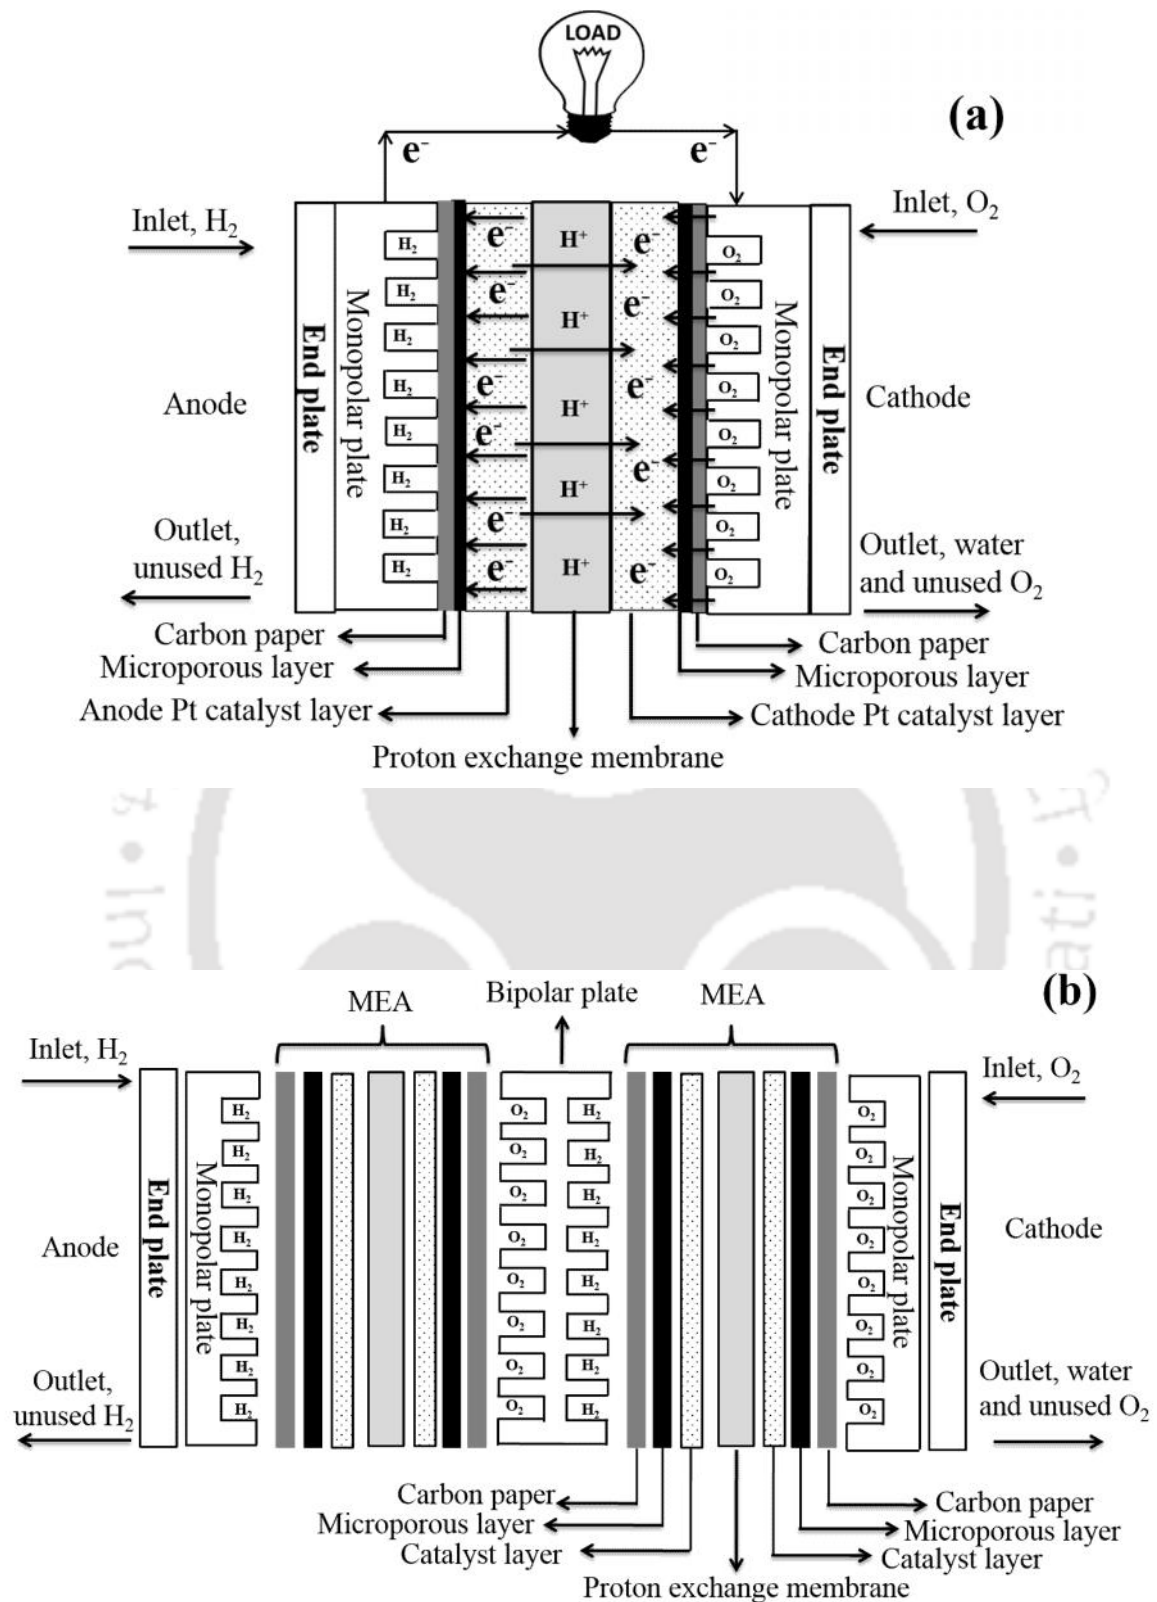 LOAD
(a)
e⁻ e⁻
Inlet, H₂
Inlet, O₂
H₂ e⁻ H⁺ e⁻ O₂
H₂ e⁻ e⁻ O₂
H₂ H⁺ O₂
H₂ e⁻ e⁻ O₂
H₂ e⁻ H⁺ O₂
H₂ H⁺ e⁻ O₂
H₂ e⁻ O₂
H₂ e⁻ H⁺ e⁻ O₂
End plate
Monopolar plate
Monopolar plate
End plate
Anode
Cathode
Outlet,
unused H₂
Outlet, water
and unused O₂
Carbon paper
Microporous layer
Anode Pt catalyst layer
Carbon paper
Microporous layer
Cathode Pt catalyst layer
Proton exchange membrane
ati
(b)
MEA
Bipolar plate
MEA
Inlet, H₂
Inlet, O₂
H₂ O₂ H₂ O₂
H₂ O₂ H₂ O₂
H₂ O₂ H₂ O₂
H₂ O₂ H₂ O₂
H₂ O₂ H₂ O₂
H₂ O₂ H₂ O₂
H₂ O₂ H₂ O₂
H₂ O₂ H₂ O₂
End plate
Monopolar plate
Monopolar plate
End plate
Anode
Cathode
Outlet,
unused H₂
Outlet, water
and unused O₂
Carbon paper
Microporous layer
Catalyst layer
Carbon paper
Microporous layer
Catalyst layer
Proton exchange membrane